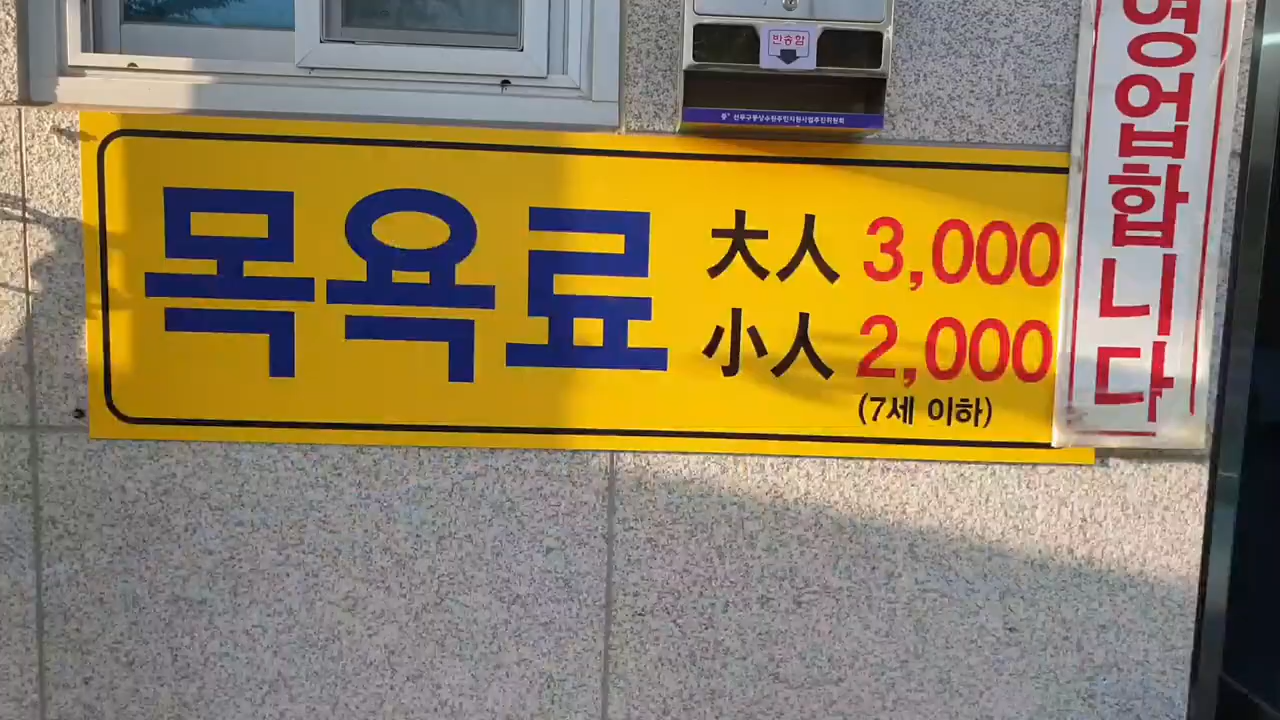 반송함
목욕료
大人 3,000
小人 2,000
(7세 이하)
영업합니다